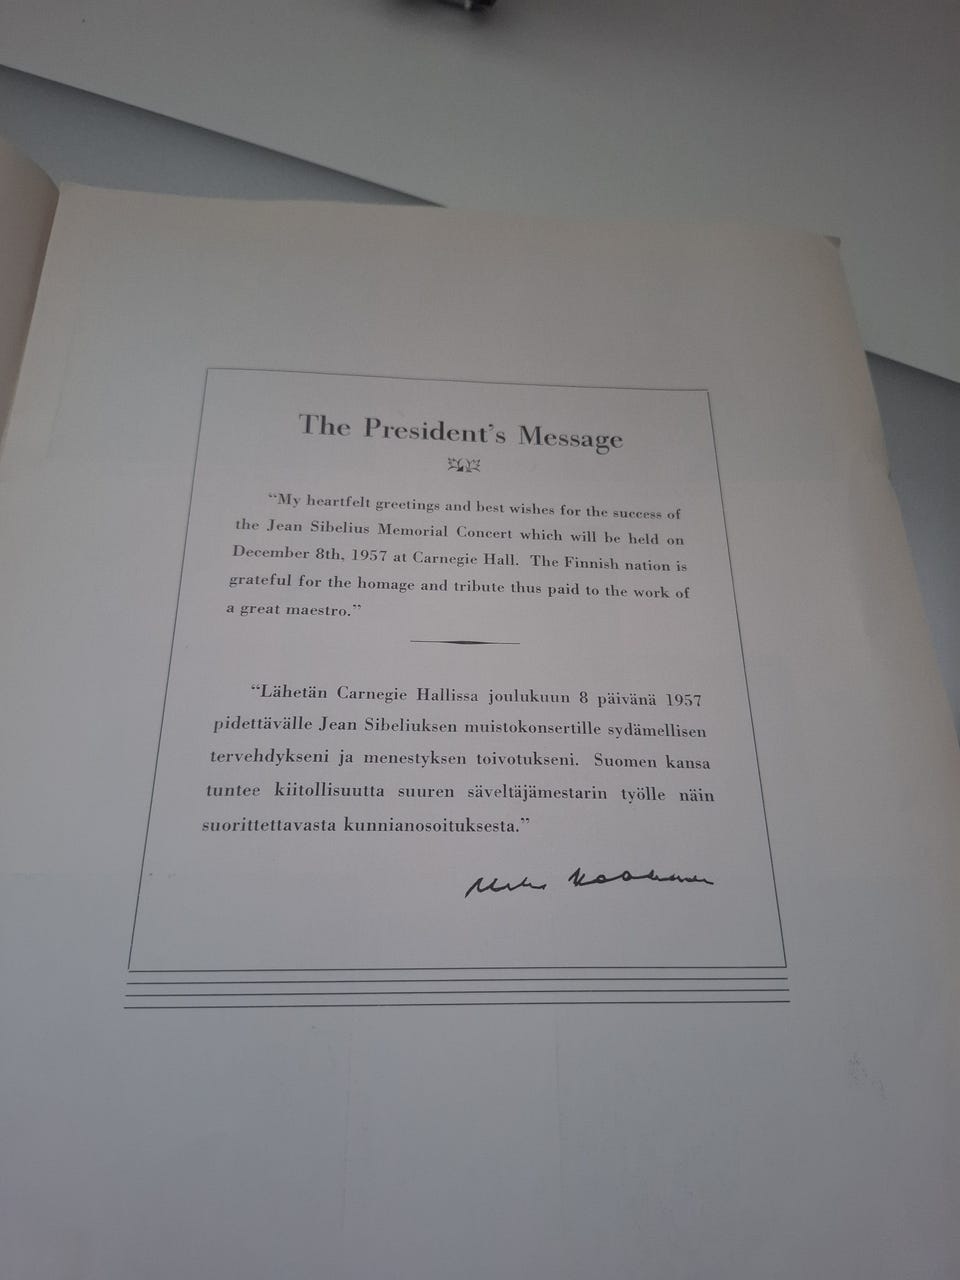 The President's Message
“My heartfelt greetings and best wishes for the success of
the Jean Sibelius Memorial Concert which will be held on
December 8th, 1957 at Carnegie Hall. The Finnish nation is
grateful for the homage and tribute thus paid to the work of
a great maestro.”
“Lähetän Carnegie Hallissa joulukuun 8 päivänä 1957
pidettävälle Jean Sibeliuksen muistokonsertille sydämellisen
tervehdykseni ja menestyksen toivotukseni. Suomen kansa
tuntee kiitollisuutta suuren säveltäjämestarin työlle näin
suorittettavasta kunnianosoituksesta.”